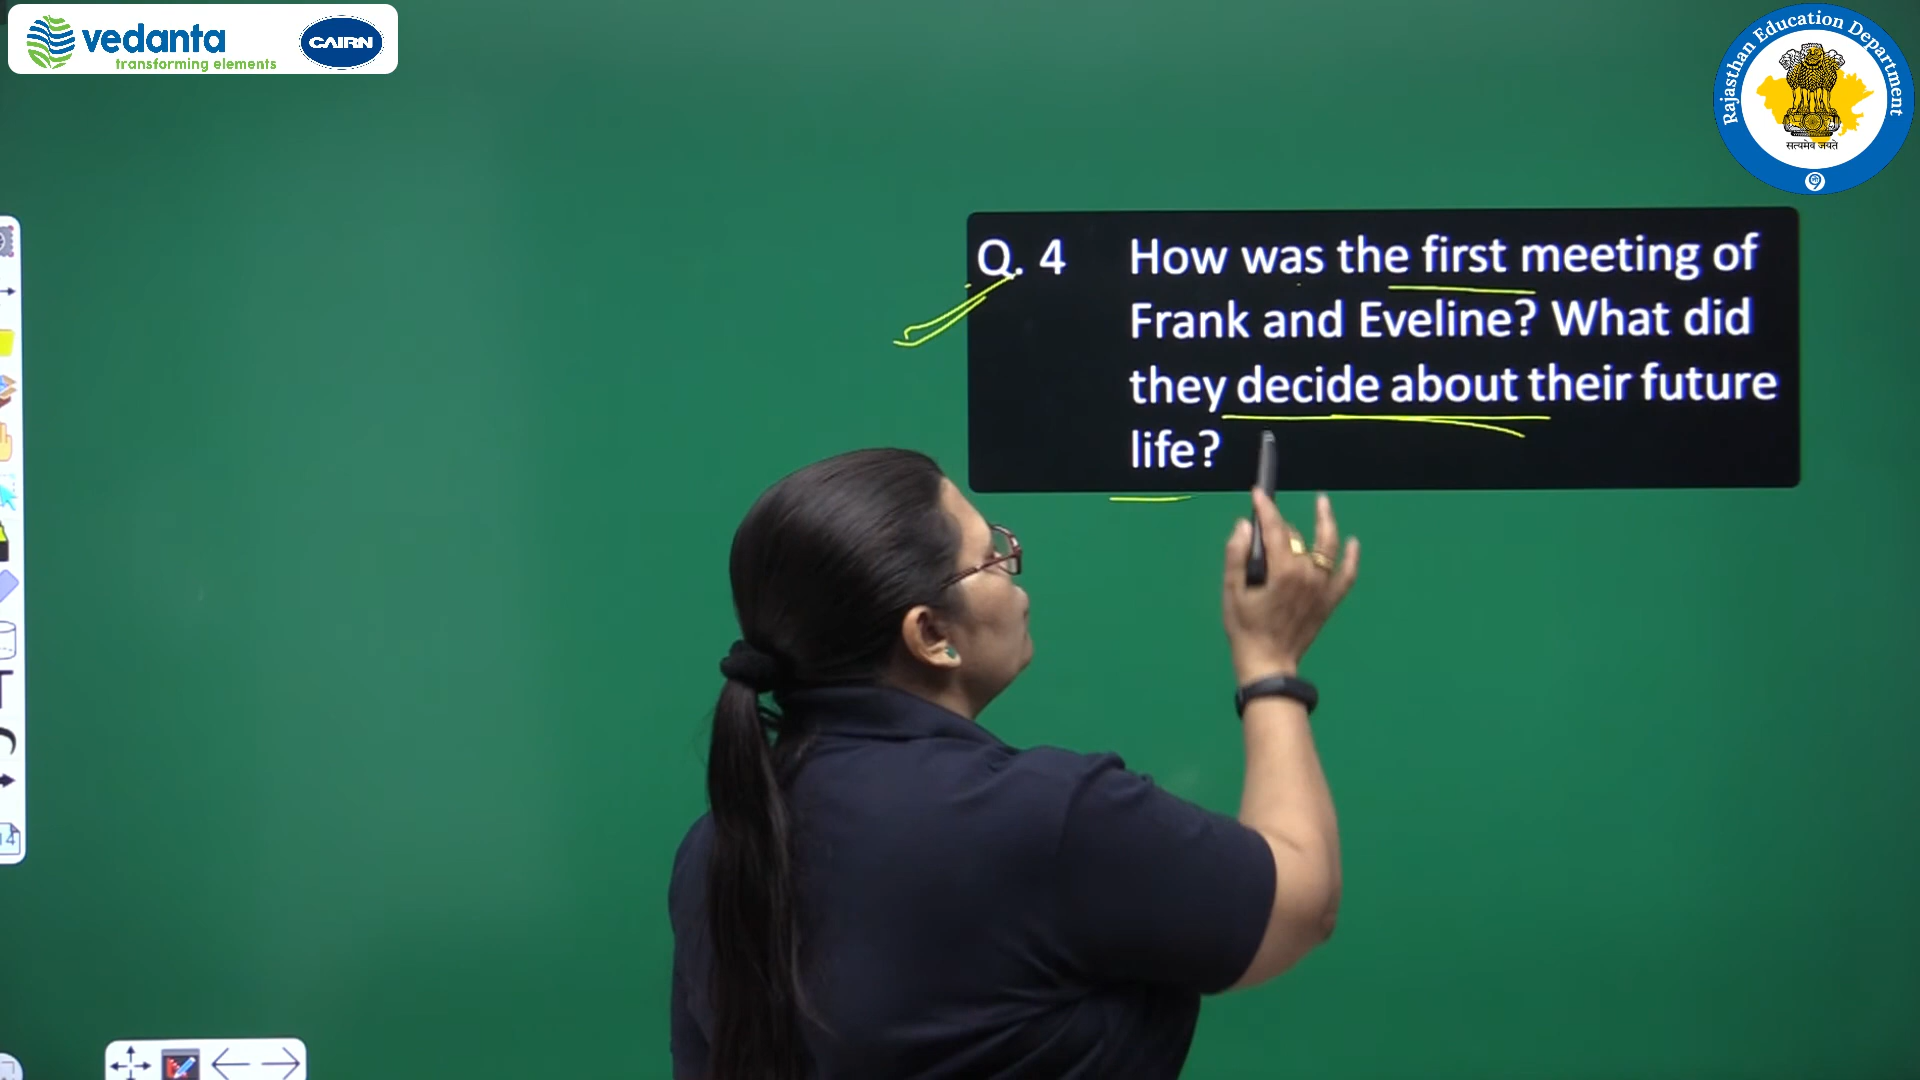 vedanta
transforming elements
CAIRN
Rajasthan Education Department
सत्यमेव जयते
Q. 4 How was the first meeting of
Frank and Eveline? What did
they decide about their future
life?
T
14